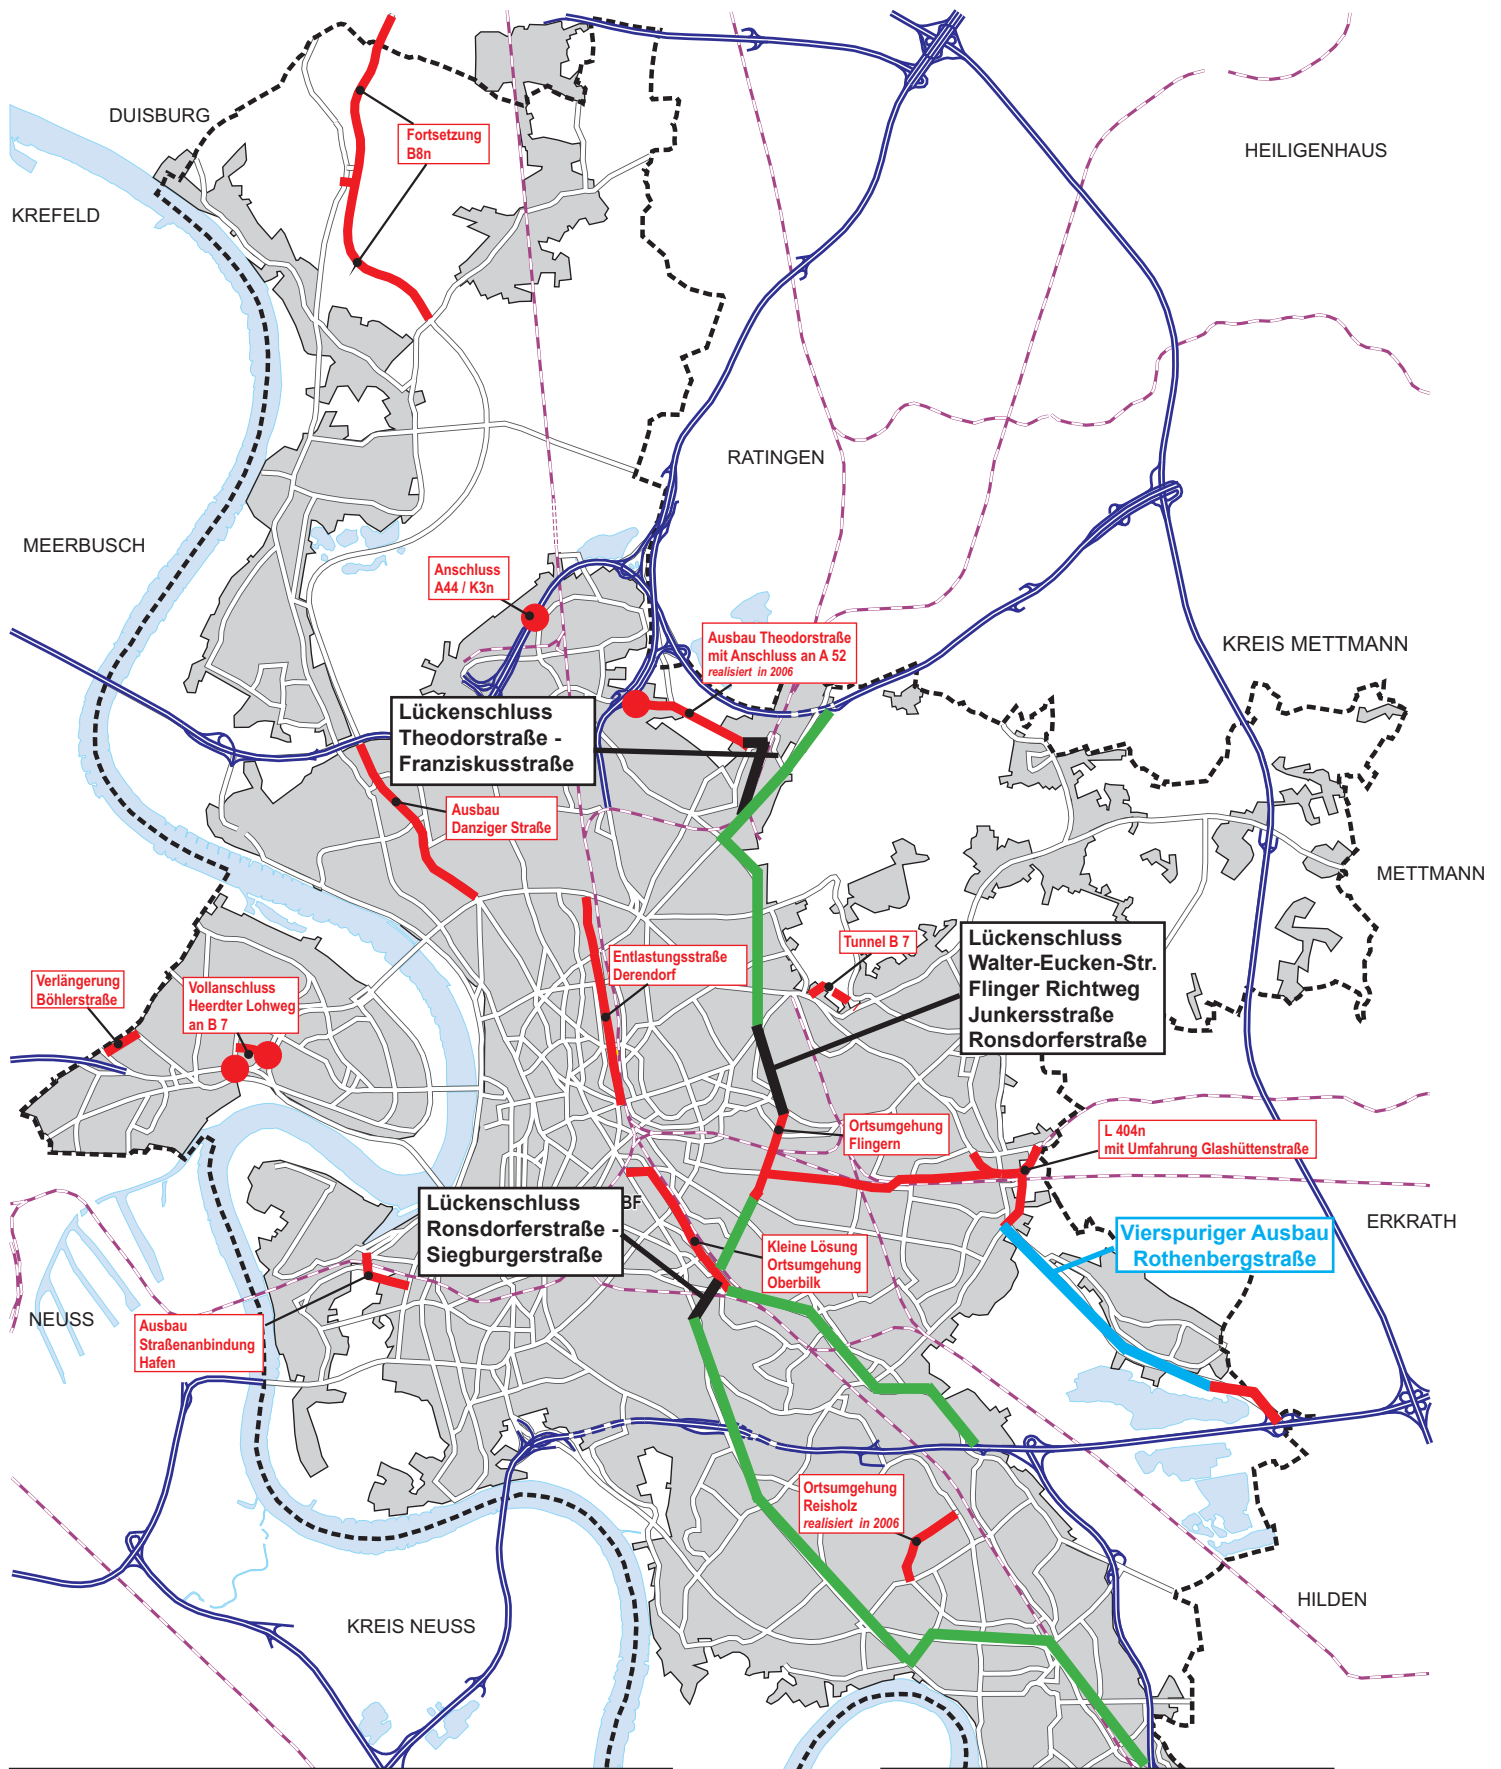 DUISBURG
Fortsetzung
B8n
HEILIGENHAUS
KREFELD
RATINGEN
MEERBUSCH
Anschluss
A44 / K3n
Ausbau Theodorstraße
mit Anschluss an A 52
realisiert in 2006
KREIS METTMANN
Lückenschluss
Theodorstraße -
Franziskusstraße
Ausbau
Danziger Straße
METTMANN
Tunnel B 7
Lückenschluss
Walter-Eucken-Str.
Flinger Richtweg
Junkersstraße
Ronsdorferstraße
Entlastungsstraße
Derendorf
Verlängerung
Böhlerstraße
Vollanschluss
Heerdter Lohweg
an B 7
Ortsumgehung
Flingern
L 404n
mit Umfahrung Glashüttenstraße
Lückenschluss
Ronsdorferstraße -
Siegburgerstraße
BF
ERKRATH
Vierspuriger Ausbau
Rothenbergstraße
Kleine Lösung
Ortsumgehung
Oberbilk
NEUSS
Ausbau
Straßenanbindung
Hafen
Ortsumgehung
Reisholz
realisiert in 2006
HILDEN
KREIS NEUSS